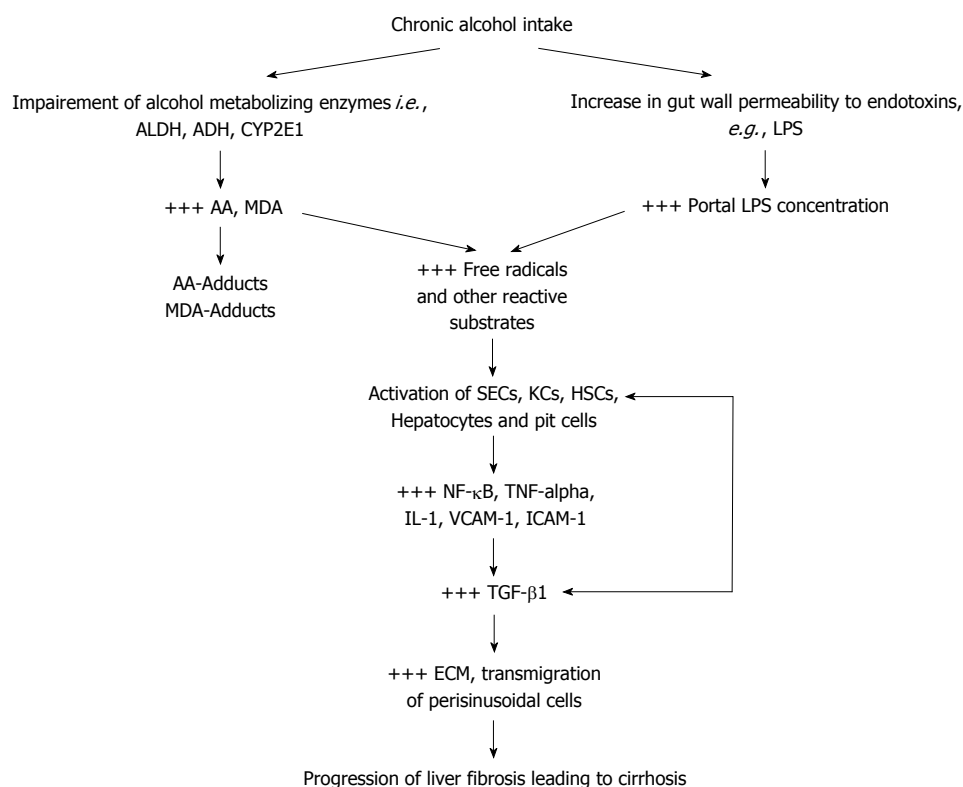 Chronic alcohol intake
Impairement of alcohol metabolizing enzymes i.e.,
ALDH, ADH, CYP2E1
Increase in gut wall permeability to endotoxins,
e.g., LPS
+++ AA, MDA
+++ Portal LPS concentration
AA-Adducts
MDA-Adducts
+++ Free radicals
and other reactive
substrates
Activation of SECs, KCs, HSCs,
Hepatocytes and pit cells
+++ NF-κB, TNF-alpha,
IL-1, VCAM-1, ICAM-1
+++ TGF-β1
+++ ECM, transmigration
of perisinusoidal cells
Progression of liver fibrosis leading to cirrhosis